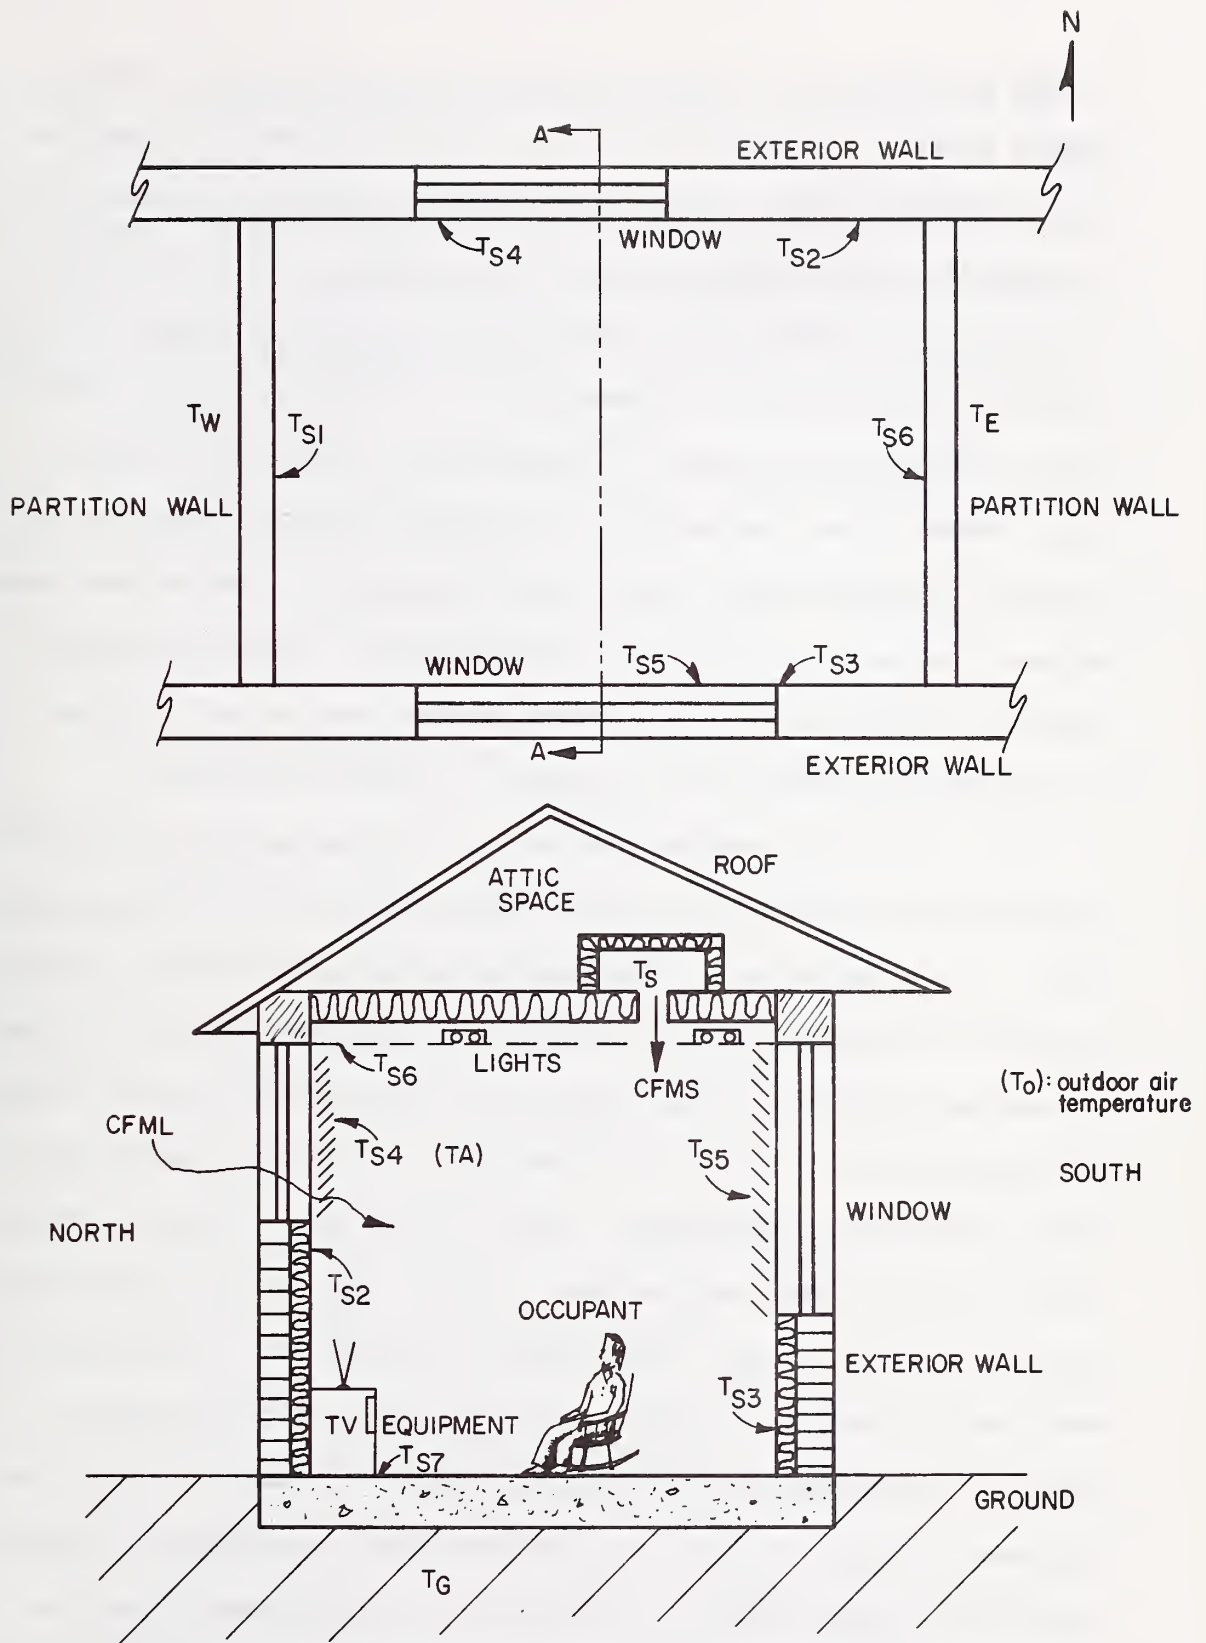 N
A
EXTERIOR WALL
TS4
WINDOW
TS2
TW
TS1
TS6
TE
PARTITION WALL
PARTITION WALL
WINDOW
TS5
TS3
A
EXTERIOR WALL
ATTIC
SPACE
ROOF
TS
TS6
LIGHTS
CFMS
(To): outdoor air
temperature
CFML
TS4 (TA)
TS5
SOUTH
NORTH
WINDOW
TS2
OCCUPANT
EXTERIOR WALL
TS3
TV EQUIPMENT
TS7
GROUND
TG